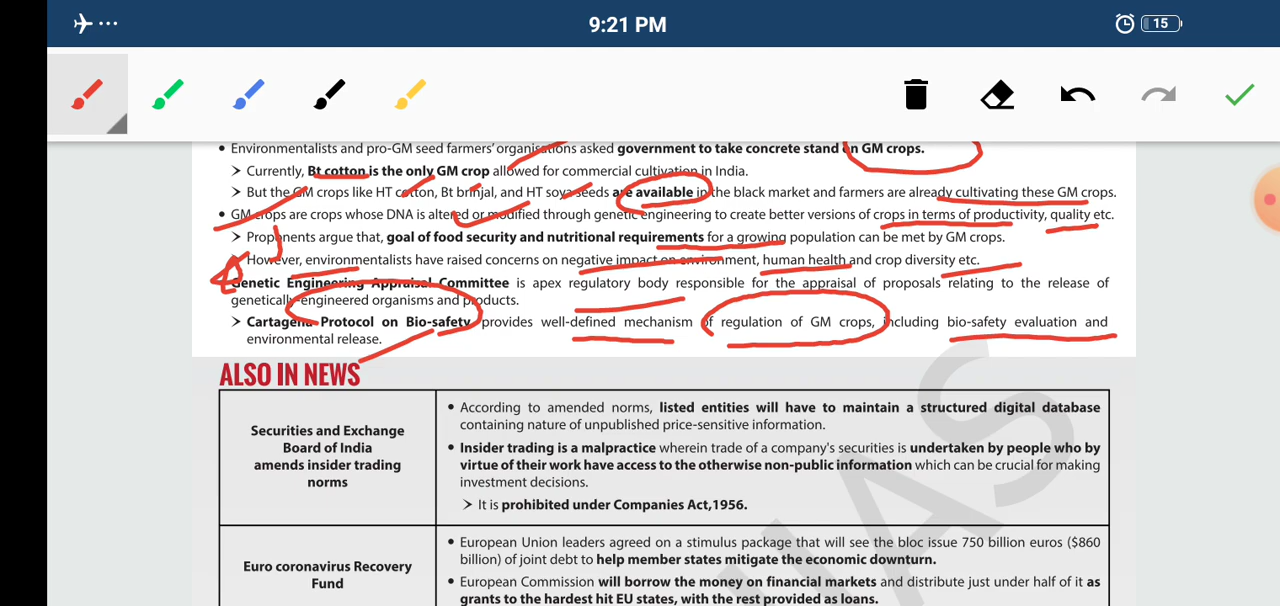 9:21 PM
15
• Environmentalists and pro-GM seed farmers' organisations asked government to take concrete stand on GM crops.
➤ Currently, Bt cotton is the only GM crop allowed for commercial cultivation in India.
➤ But the GM crops like HT cotton, Bt brinjal, and HT soya seeds are available in the black market and farmers are already cultivating these GM crops.
• GM crops are crops whose DNA is altered or modified through genetic engineering to create better versions of crops in terms of productivity, quality etc.
➤ Proponents argue that, goal of food security and nutritional requirements for a growing population can be met by GM crops.
However, environmentalists have raised concerns on negative impact on environment, human health and crop diversity etc.
Genetic Engineering Appraisal Committee is apex regulatory body responsible for the appraisal of proposals relating to the release of
genetically-engineered organisms and products.
➤ Cartagena Protocol on Bio-safety provides well-defined mechanism of regulation of GM crops, including bio-safety evaluation and
environmental release.
ALSO IN NEWS
Securities and Exchange
Board of India
amends insider trading
norms
• According to amended norms, listed entities will have to maintain a structured digital database
containing nature of unpublished price-sensitive information.
• Insider trading is a malpractice wherein trade of a company's securities is undertaken by people who by
virtue of their work have access to the otherwise non-public information which can be crucial for making
investment decisions.
➤ It is prohibited under Companies Act,1956.
Euro coronavirus Recovery
Fund
• European Union leaders agreed on a stimulus package that will see the bloc issue 750 billion euros ($860
billion) of joint debt to help member states mitigate the economic downturn.
• European Commission will borrow the money on financial markets and distribute just under half of it as
grants to the hardest hit EU states, with the rest provided as loans.